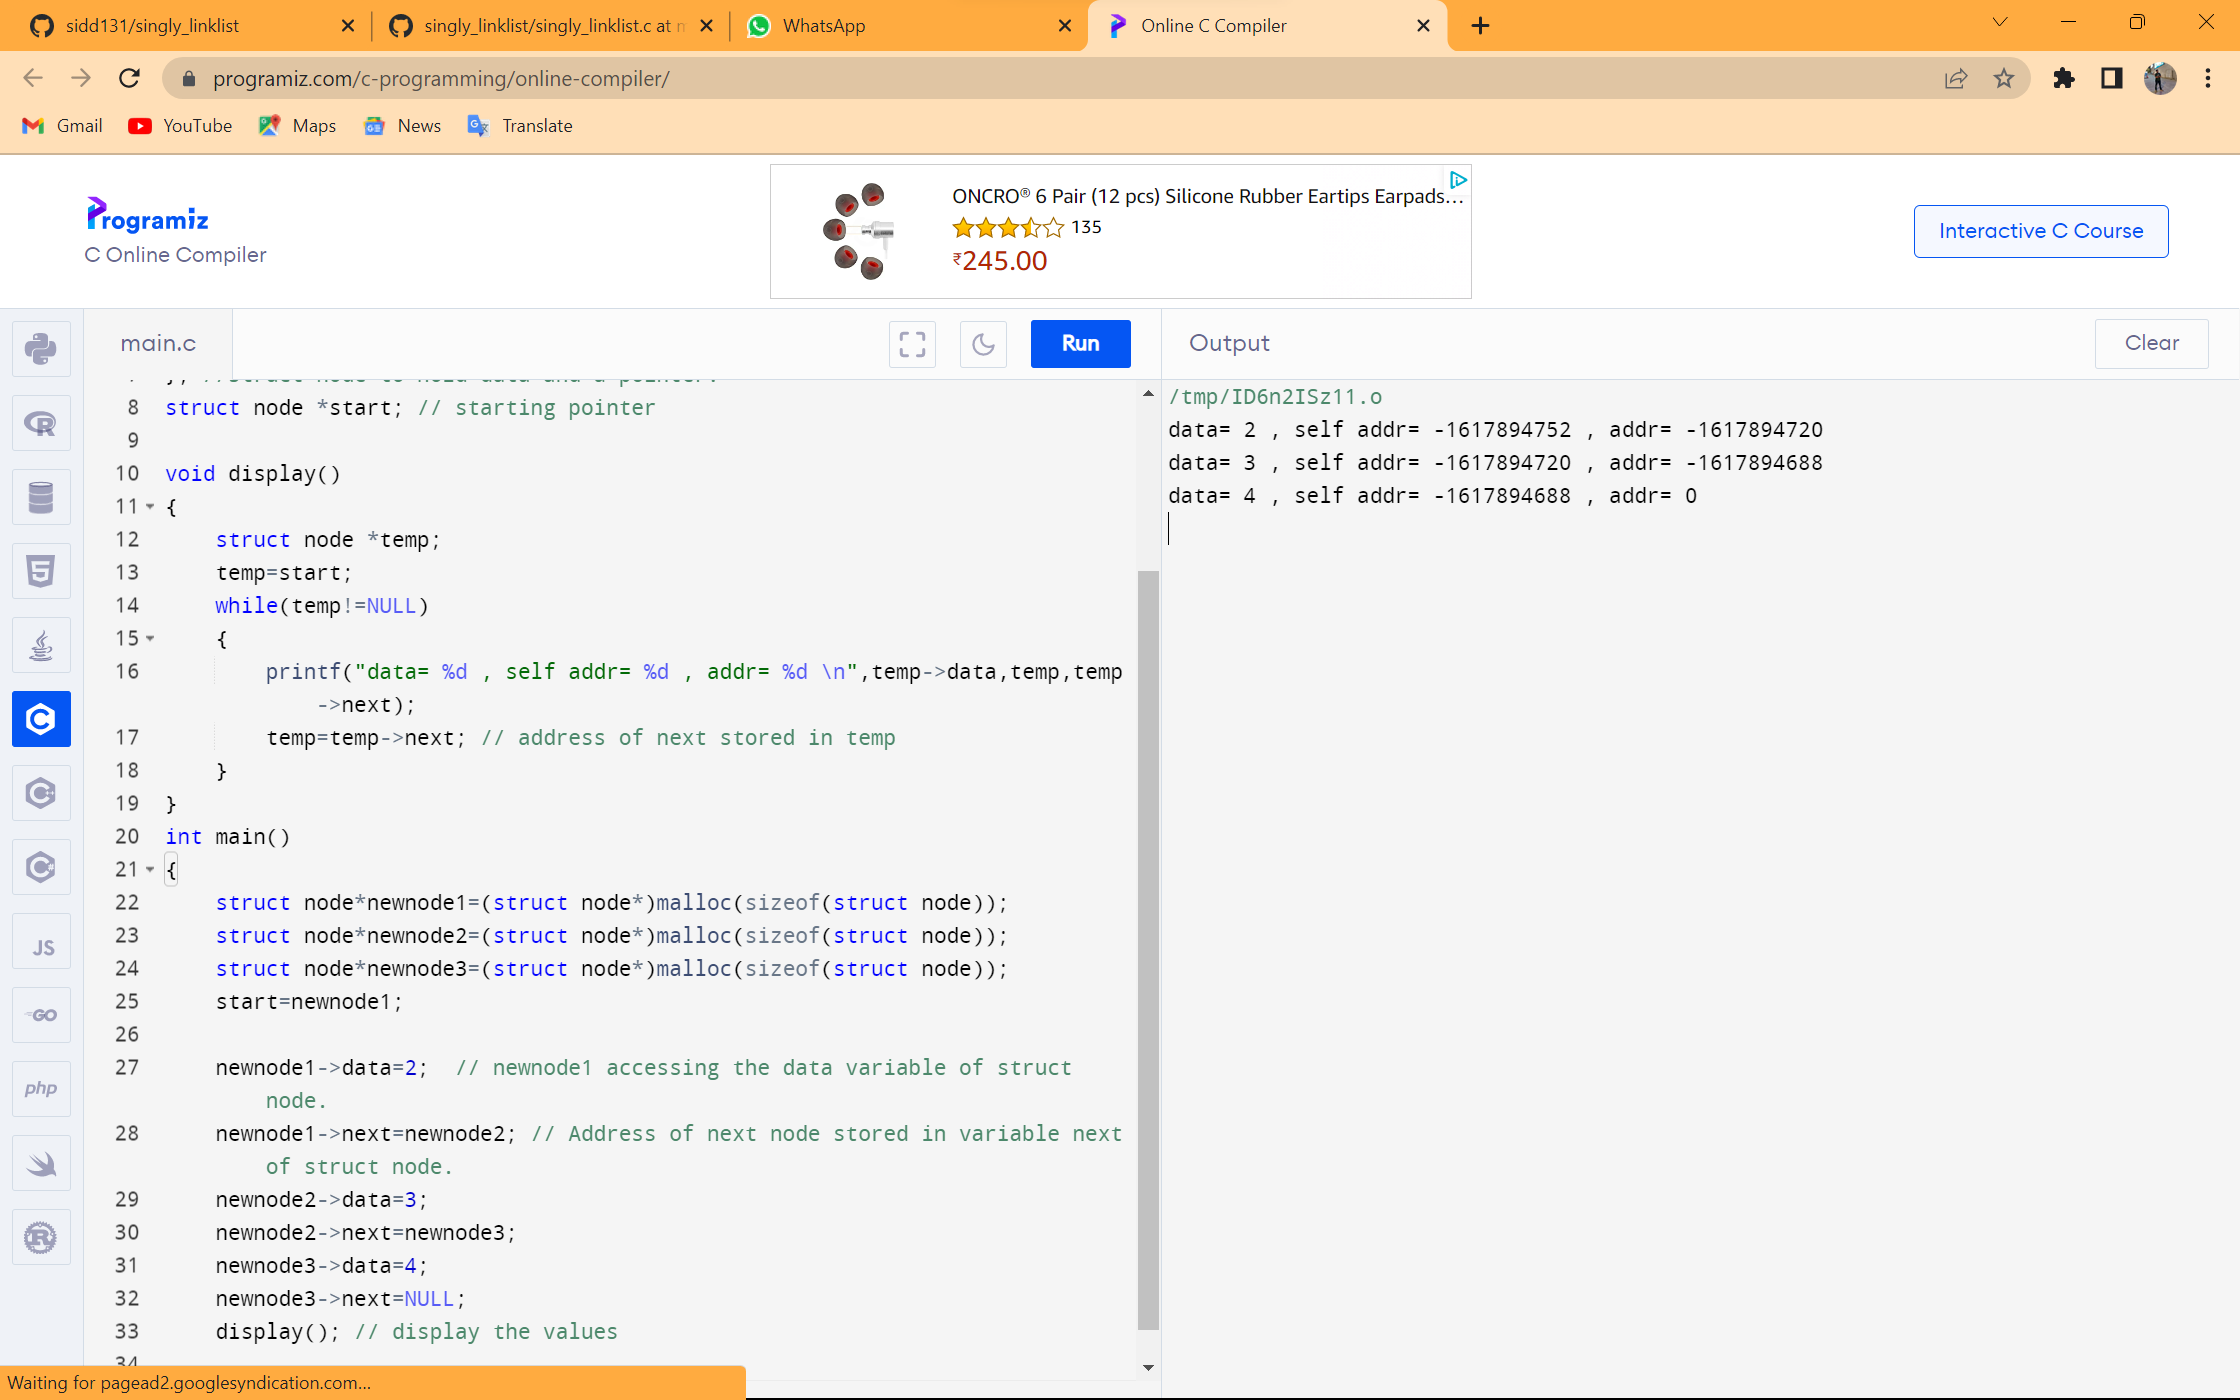 sidd131/singly_linklist
singly_linklist/singly_linklist.c at m
WhatsApp
Online C Compiler
programiz.com/c-programming/online-compiler/
Gmail
YouTube
Maps
News
Translate
Programiz
C Online Compiler
ONCRO® 6 Pair (12 pcs) Silicone Rubber Eartips Earpads...
135
₹245.00
Interactive C Course
main.c
Run
Output
Clear
8 struct node *start; // starting pointer
9
10 void display()
11 {
12 struct node *temp;
13 temp=start;
14 while(temp!=NULL)
15 {
16 printf("data= %d , self addr= %d , addr= %d \n",temp->data,temp,temp
->next);
17 temp=temp->next; // address of next stored in temp
18 }
19 }
20 int main()
21 {
22 struct node*newnode1=(struct node*)malloc(sizeof(struct node));
23 struct node*newnode2=(struct node*)malloc(sizeof(struct node));
24 struct node*newnode3=(struct node*)malloc(sizeof(struct node));
25 start=newnode1;
26
27 newnode1->data=2; // newnode1 accessing the data variable of struct
node.
28 newnode1->next=newnode2; // Address of next node stored in variable next
of struct node.
29 newnode2->data=3;
30 newnode2->next=newnode3;
31 newnode3->data=4;
32 newnode3->next=NULL;
33 display(); // display the values
34
/tmp/ID6n2ISz11.o
data= 2 , self addr= -1617894752 , addr= -1617894720
data= 3 , self addr= -1617894720 , addr= -1617894688
data= 4 , self addr= -1617894688 , addr= 0
JS
GO
php
Waiting for pagead2.googlesyndication.com...